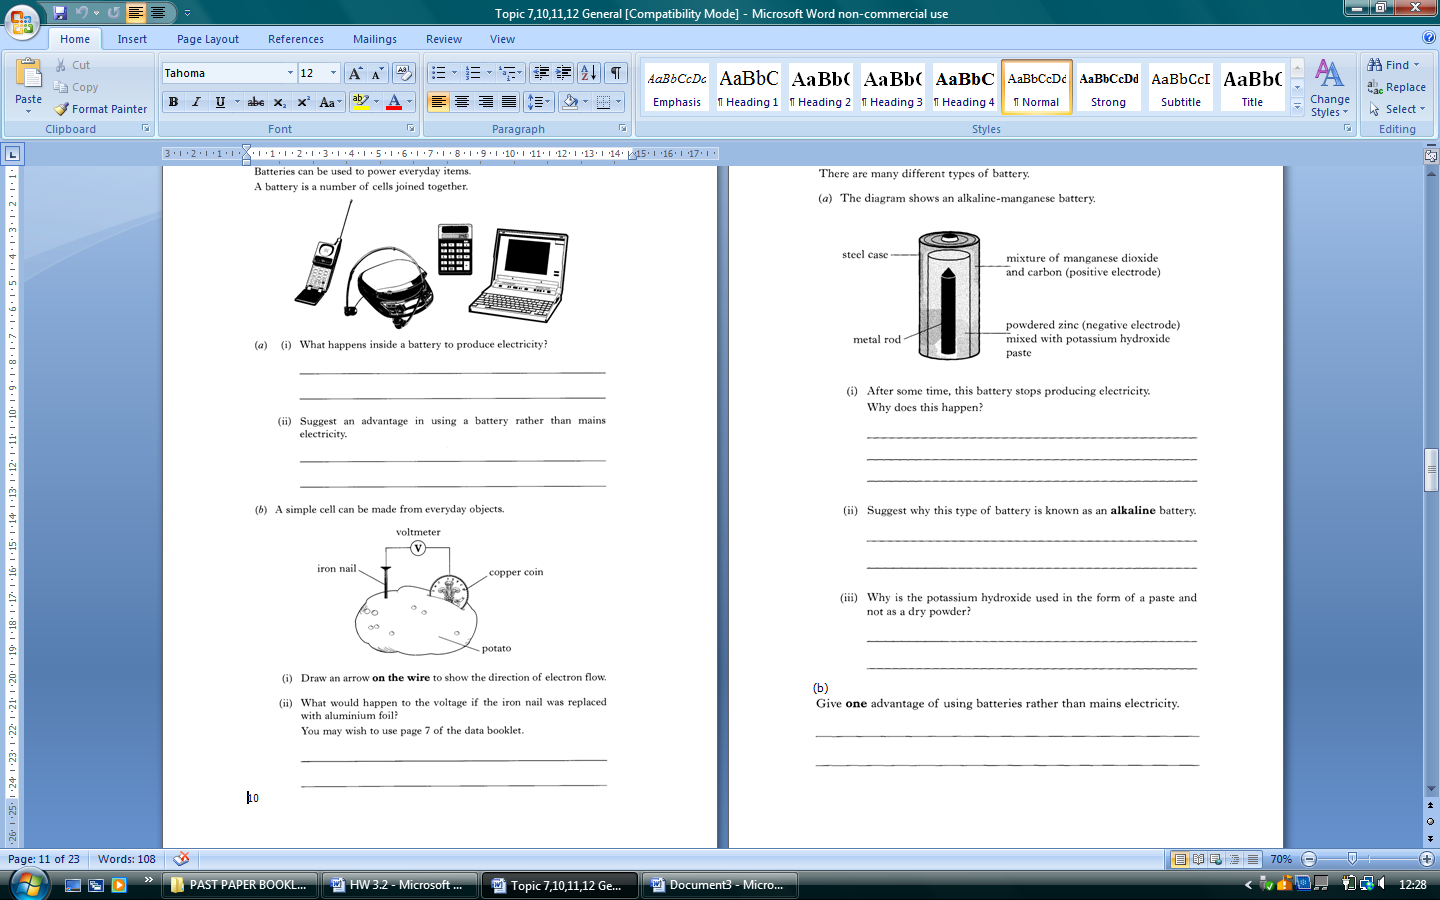 Topic 7,10,11,12 General [Compatibility Mode] - Microsoft Word non-commercial use
Home Insert Page Layout References Mailings Review View
Paste
Cut
Copy
Format Painter
Clipboard
Tahoma 12
B I U abc X₂ X² Aa
Font
Paragraph
AaBbCcDc AaBbC AaBb( AaBb( AaBbC AaBbCcDd AaBbCcDd AaBbCcI AaBb(
Emphasis ¶ Heading 1 ¶ Heading 2 ¶ Heading 3 ¶ Heading 4 ¶ Normal Strong Subtitle Title
Change Styles
Styles
Find
Replace
Select
Editing
Batteries can be used to power everyday items.
A battery is a number of cells joined together.
(a) (i) What happens inside a battery to produce electricity?
(ii) Suggest an advantage in using a battery rather than mains
electricity.
(b) A simple cell can be made from everyday objects.
voltmeter
V
iron nail
copper coin
potato
(i) Draw an arrow on the wire to show the direction of electron flow.
(ii) What would happen to the voltage if the iron nail was replaced
with aluminium foil?
You may wish to use page 7 of the data booklet.
10
There are many different types of battery.
(a) The diagram shows an alkaline-manganese battery.
steel case
mixture of manganese dioxide
and carbon (positive electrode)
metal rod
powdered zinc (negative electrode)
mixed with potassium hydroxide
paste
(i) After some time, this battery stops producing electricity.
Why does this happen?
(ii) Suggest why this type of battery is known as an alkaline battery.
(iii) Why is the potassium hydroxide used in the form of a paste and
not as a dry powder?
(b)
Give one advantage of using batteries rather than mains electricity.
Page: 11 of 23 Words: 108
70%
PAST PAPER BOOKL... HW 3.2 - Microsoft ... Topic 7,10,11,12 Ge... Document3 - Micro...
12:28